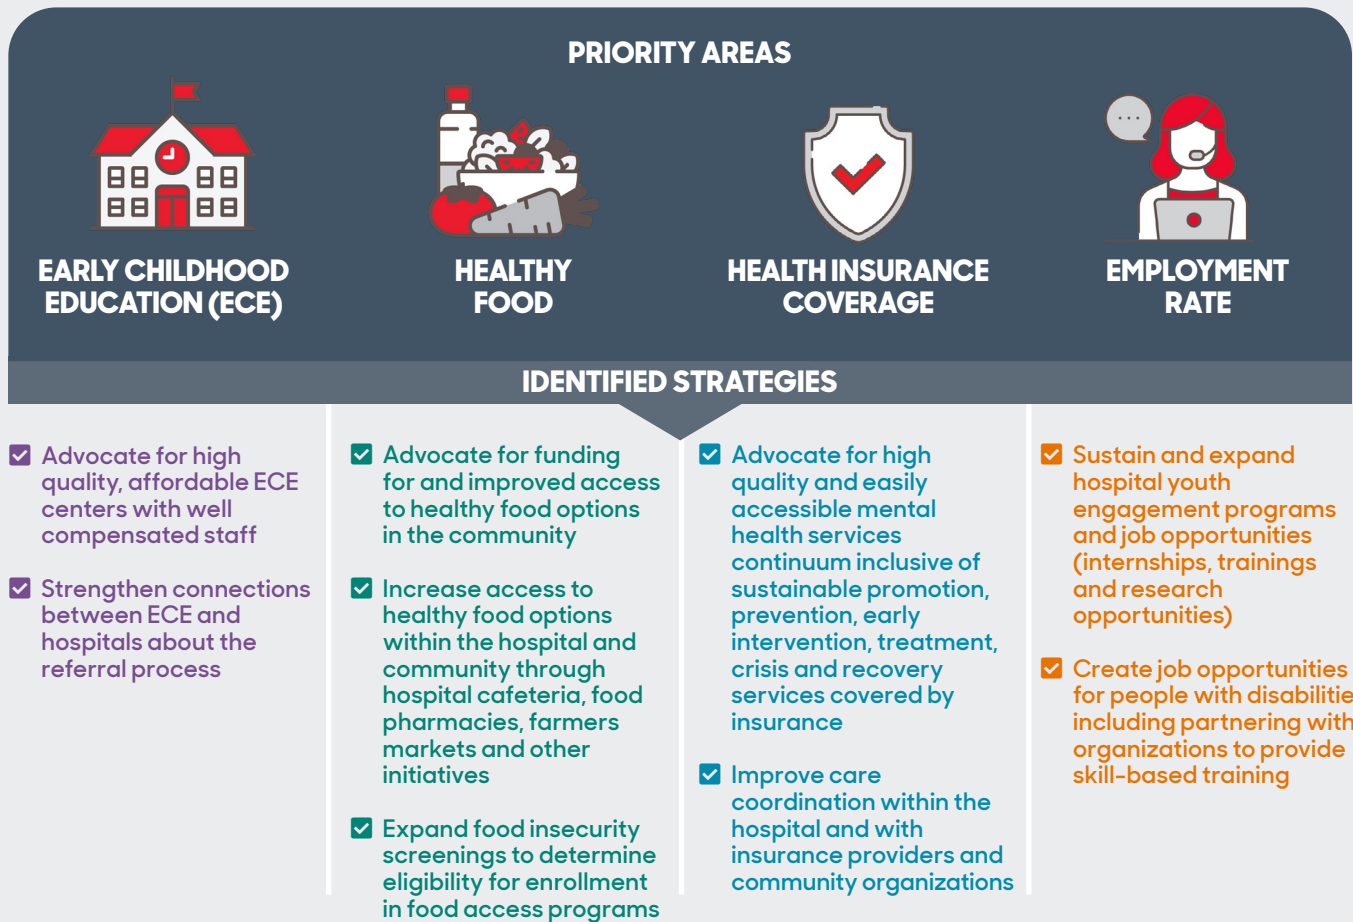 PRIORITY AREAS
EARLY CHILDHOOD
EDUCATION (ECE)
HEALTHY
FOOD
HEALTH INSURANCE
COVERAGE
EMPLOYMENT
RATE
IDENTIFIED STRATEGIES
Advocate for high
quality, affordable ECE
centers with well
compensated staff
Strengthen connections
between ECE and
hospitals about the
referral process
Advocate for funding
for and improved access
to healthy food options
in the community
Increase access to
healthy food options
within the hospital and
community through
hospital cafeteria, food
pharmacies, farmers
markets and other
initiatives
Expand food insecurity
screenings to determine
eligibility for enrollment
in food access programs
Advocate for high
quality and easily
accessible mental
health services
continuum inclusive of
sustainable promotion,
prevention, early
intervention, treatment,
crisis and recovery
services covered by
insurance
Improve care
coordination within the
hospital and with
insurance providers and
community organizations
Sustain and expand
hospital youth
engagement programs
and job opportunities
(internships, trainings
and research
opportunities)
Create job opportunities
for people with disabilitie
including partnering with
organizations to provide
skill-based training